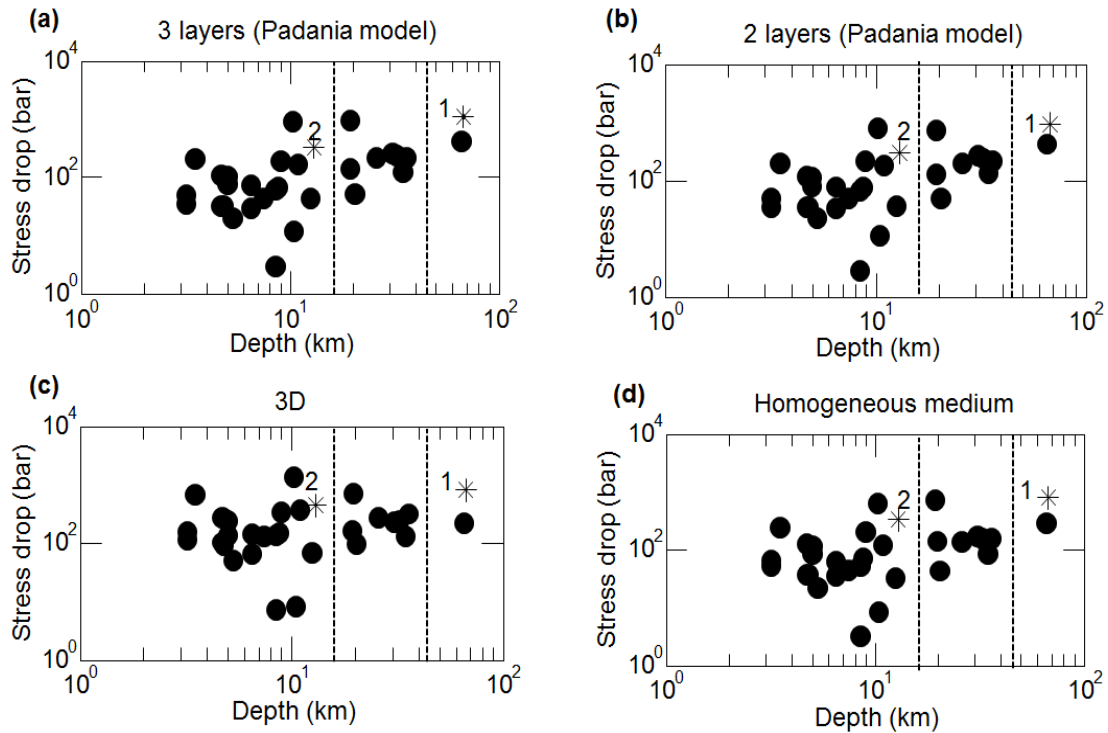 (a)
3 layers (Padania model)
Stress drop (bar)
10^4
10^2
10^0
1
2
10^0
10^1
10^2
Depth (km)
(b)
2 layers (Padania model)
Stress drop (bar)
10^4
10^2
10^0
1
2
10^0
10^1
10^2
Depth (km)
(c)
3D
Stress drop (bar)
10^4
10^2
10^0
1
2
10^0
10^1
10^2
Depth (km)
(d)
Homogeneous medium
Stress drop (bar)
10^4
10^2
10^0
1
2
10^0
10^1
10^2
Depth (km)